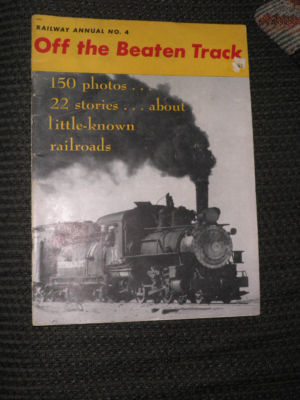 RAILWAY ANNUAL NO. 4
Off the Beaten Track
150 photos . . .
22 stories . . . about
little-known
railroads